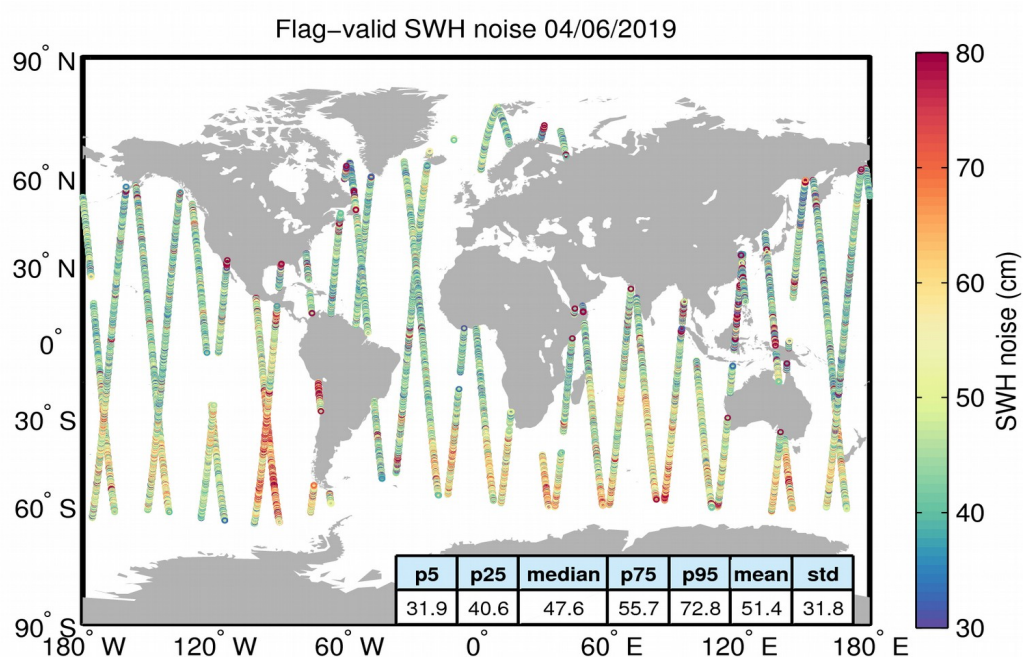 Flag−valid SWH noise 04/06/2019
90° N
60° N
30° N
0°
30° S
60° S
90° S
180° W
120° W
60° W
0°
60° E
120° E
180° E
p5 p25 median p75 p95 mean std
31.9 40.6 47.6 55.7 72.8 51.4 31.8
80
70
60
50
40
30
SWH noise (cm)